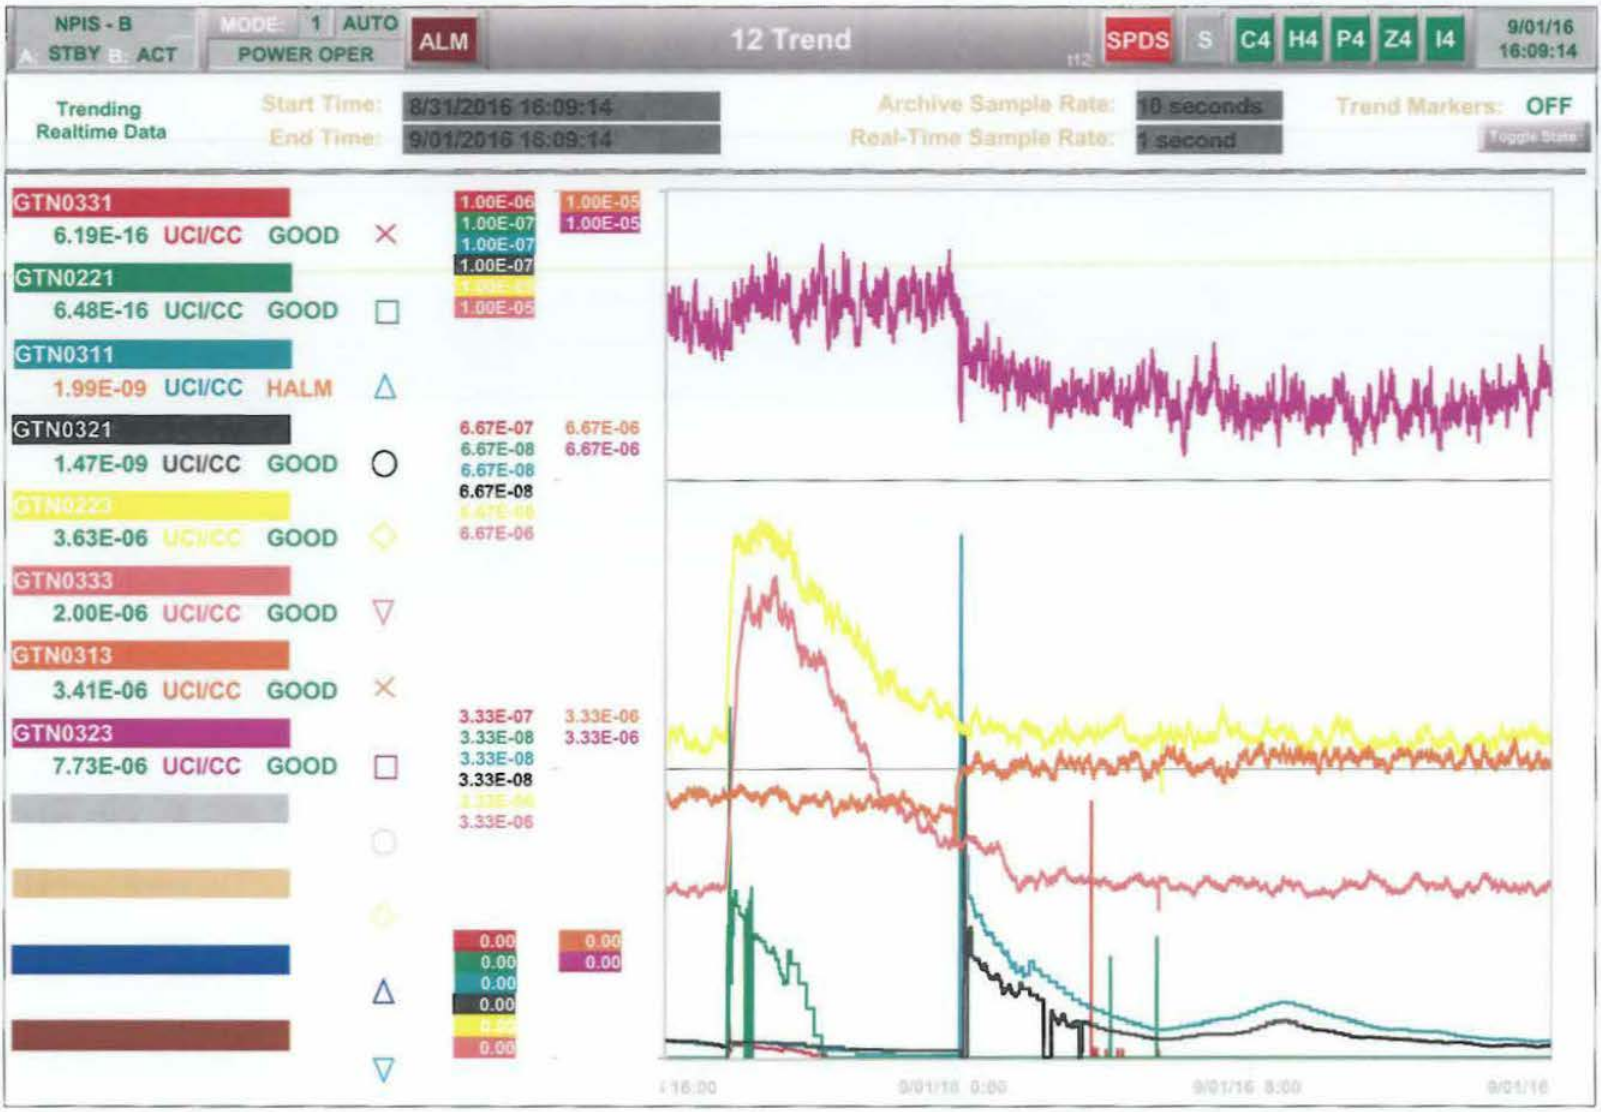 NPIS - B MODE: 1 AUTO ALM 12 Trend t12 SPDS S C4 H4 P4 Z4 I4 9/01/16
A: STBY B: ACT POWER OPER 16:09:14
Trending Start Time: 8/31/2016 16:09:14 Archive Sample Rate: 10 seconds Trend Markers: OFF
Realtime Data End Time: 9/01/2016 16:09:14 Real-Time Sample Rate: 1 second Toggle State
GTN0331
6.19E-16 UCI/CC GOOD
GTN0221
6.48E-16 UCI/CC GOOD
GTN0311
1.99E-09 UCI/CC HALM
GTN0321
1.47E-09 UCI/CC GOOD
GTN0223
3.63E-06 UCI/CC GOOD
GTN0333
2.00E-06 UCI/CC GOOD
GTN0313
3.41E-06 UCI/CC GOOD
GTN0323
7.73E-06 UCI/CC GOOD
1.00E-06 1.00E-05
1.00E-07 1.00E-05
1.00E-07
1.00E-07
1.00E-05
6.67E-07 6.67E-06
6.67E-08 6.67E-06
6.67E-08
6.67E-08
6.67E-06
3.33E-07 3.33E-06
3.33E-08 3.33E-06
3.33E-08
3.33E-08
3.33E-06
3.33E-06
0.00 0.00
0.00 0.00
0.00
0.00
0.00
0.00
16:00 9/01/16 0:00 9/01/16 8:00 9/01/16